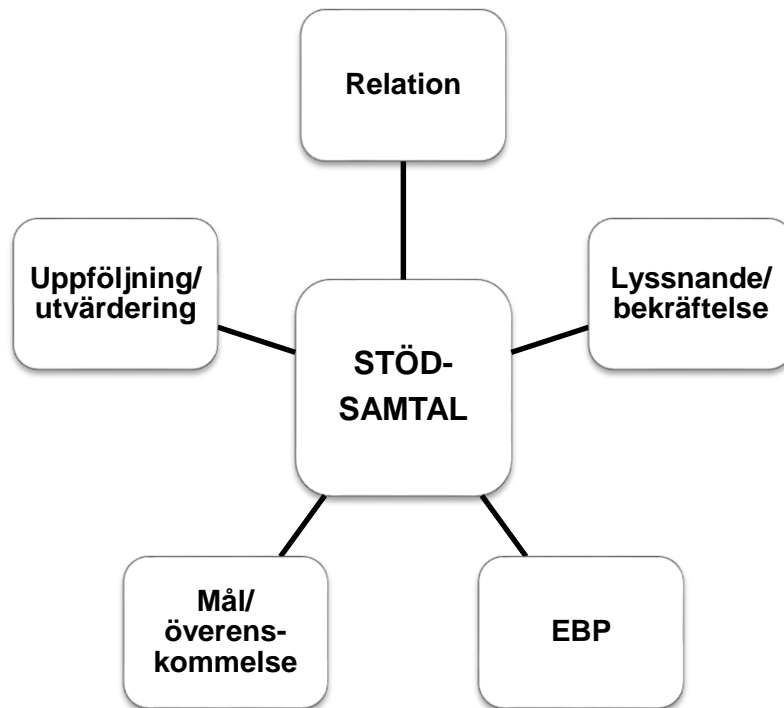 Relation
Uppföljning/
utvärdering
Lyssnande/
bekräftelse
STÖD-
SAMTAL
Mål/
överens-
kommelse
EBP